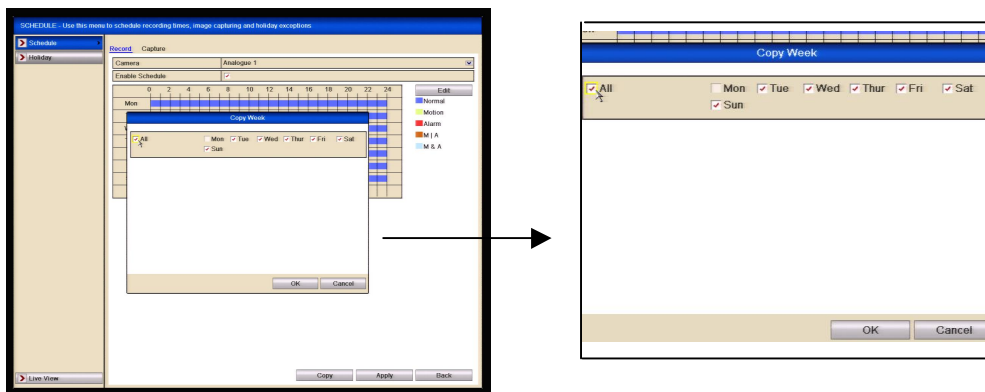 SCHEDULE - Use this menu to schedule recording times, image capturing and holiday exceptions
Schedule
Holiday
Record Capture
Camera Analogue 1
Enable Schedule
0 2 4 6 8 10 12 14 16 18 20 22 24
Edit
Mon
Normal
Motion
Alarm
M | A
M & A
Copy Week
All Mon Tue Wed Thur Fri Sat
Sun
OK Cancel
Copy Apply Back
Live View
Copy Week
All Mon Tue Wed Thur Fri Sat
Sun
OK Cancel